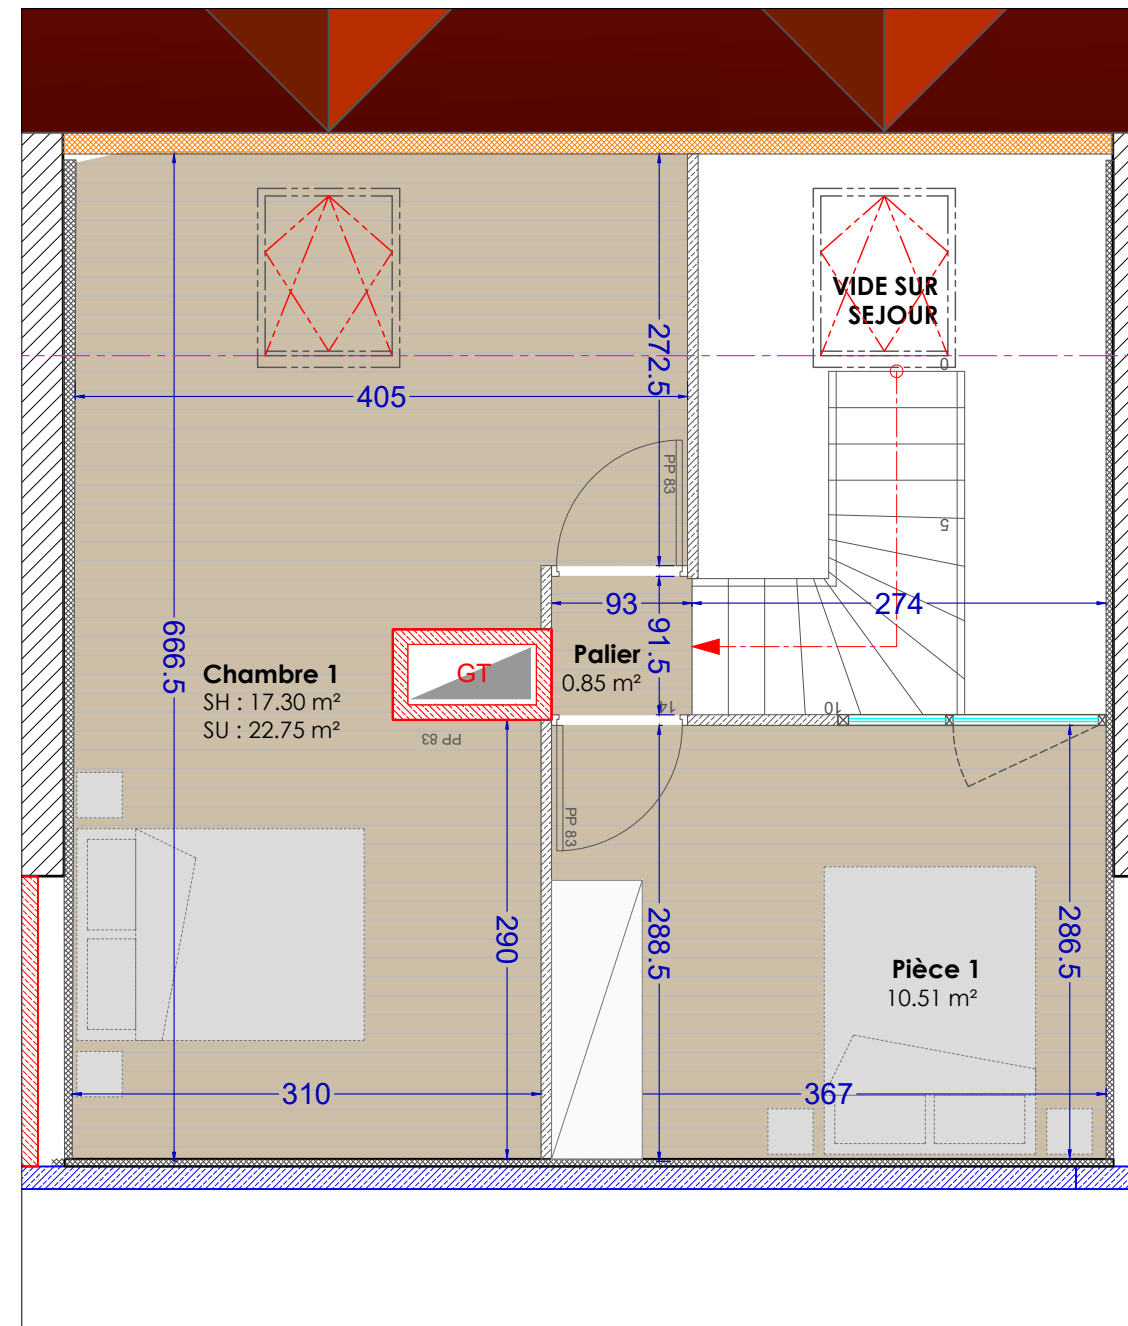 VIDE SUR
SEJOUR
272.5
0
405
PP 83
5
93
274
91.5
666.5
Chambre 1
SH : 17.30 m²
SU : 22.75 m²
GT
Palier
0.85 m²
14
10
PP 83
PP 83
290
288.5
286.5
Pièce 1
10.51 m²
310
367